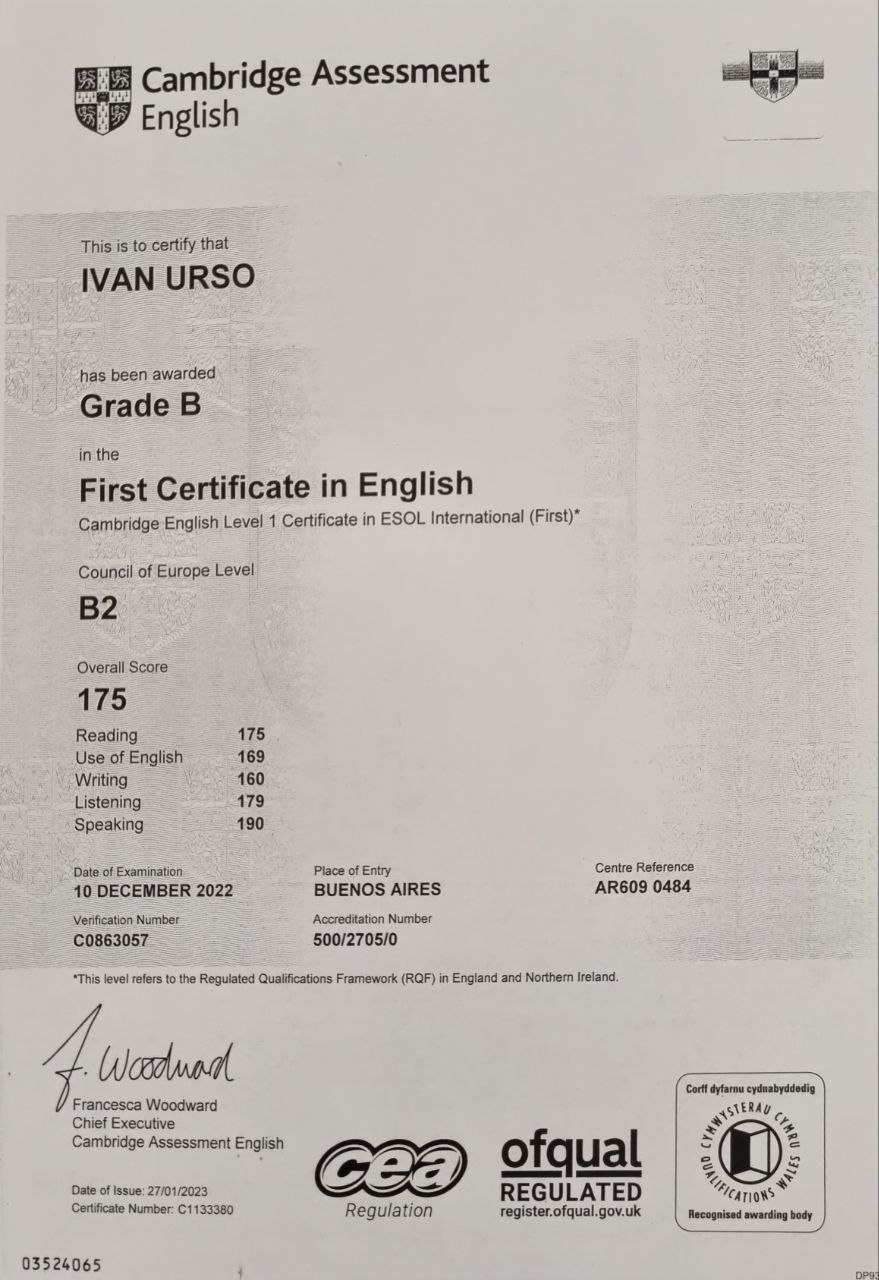 Cambridge Assessment
English
This is to certify that
IVAN URSO
has been awarded
Grade B
in the
First Certificate in English
Cambridge English Level 1 Certificate in ESOL International (First)*
Council of Europe Level
B2
Overall Score
175
Reading 175
Use of English 169
Writing 160
Listening 179
Speaking 190
Date of Examination Place of Entry Centre Reference
10 DECEMBER 2022 BUENOS AIRES AR609 0484
Verification Number Accreditation Number
C0863057 500/2705/0
*This level refers to the Regulated Qualifications Framework (RQF) in England and Northern Ireland.
F. Woodward
Francesca Woodward
Chief Executive
Cambridge Assessment English
Date of Issue: 27/01/2023
Certificate Number: C1133380
cea
Regulation
ofqual
REGULATED
register.ofqual.gov.uk
Corff dyfarnu cydnabyddedig
CYMWYSTERAU CYMRU
QUALIFICATIONS WALES
Recognised awarding body
03524065
DP93